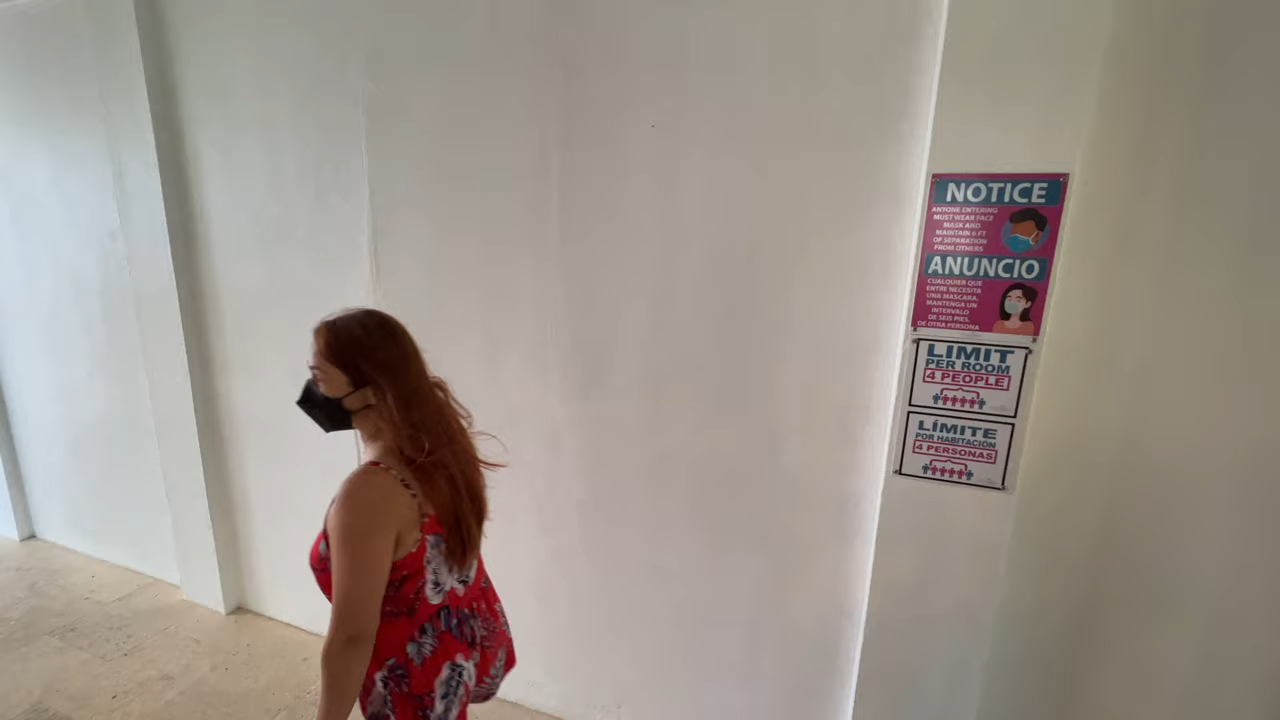 NOTICE
ANYONE ENTERING
MUST WEAR FACE
MASK AND
MAINTAIN 6 FT
OF SEPARATION
FROM OTHERS
ANUNCIO
CUALQUIER QUE
ENTRE NECESITA
UNA MASCARA.
MANTENGA UN
INTERVALO
DE SEIS PIES.
DE OTRA PERSONA
LIMIT
PER ROOM
4 PEOPLE
LÍMITE
POR HABITACIÓN
4 PERSONAS